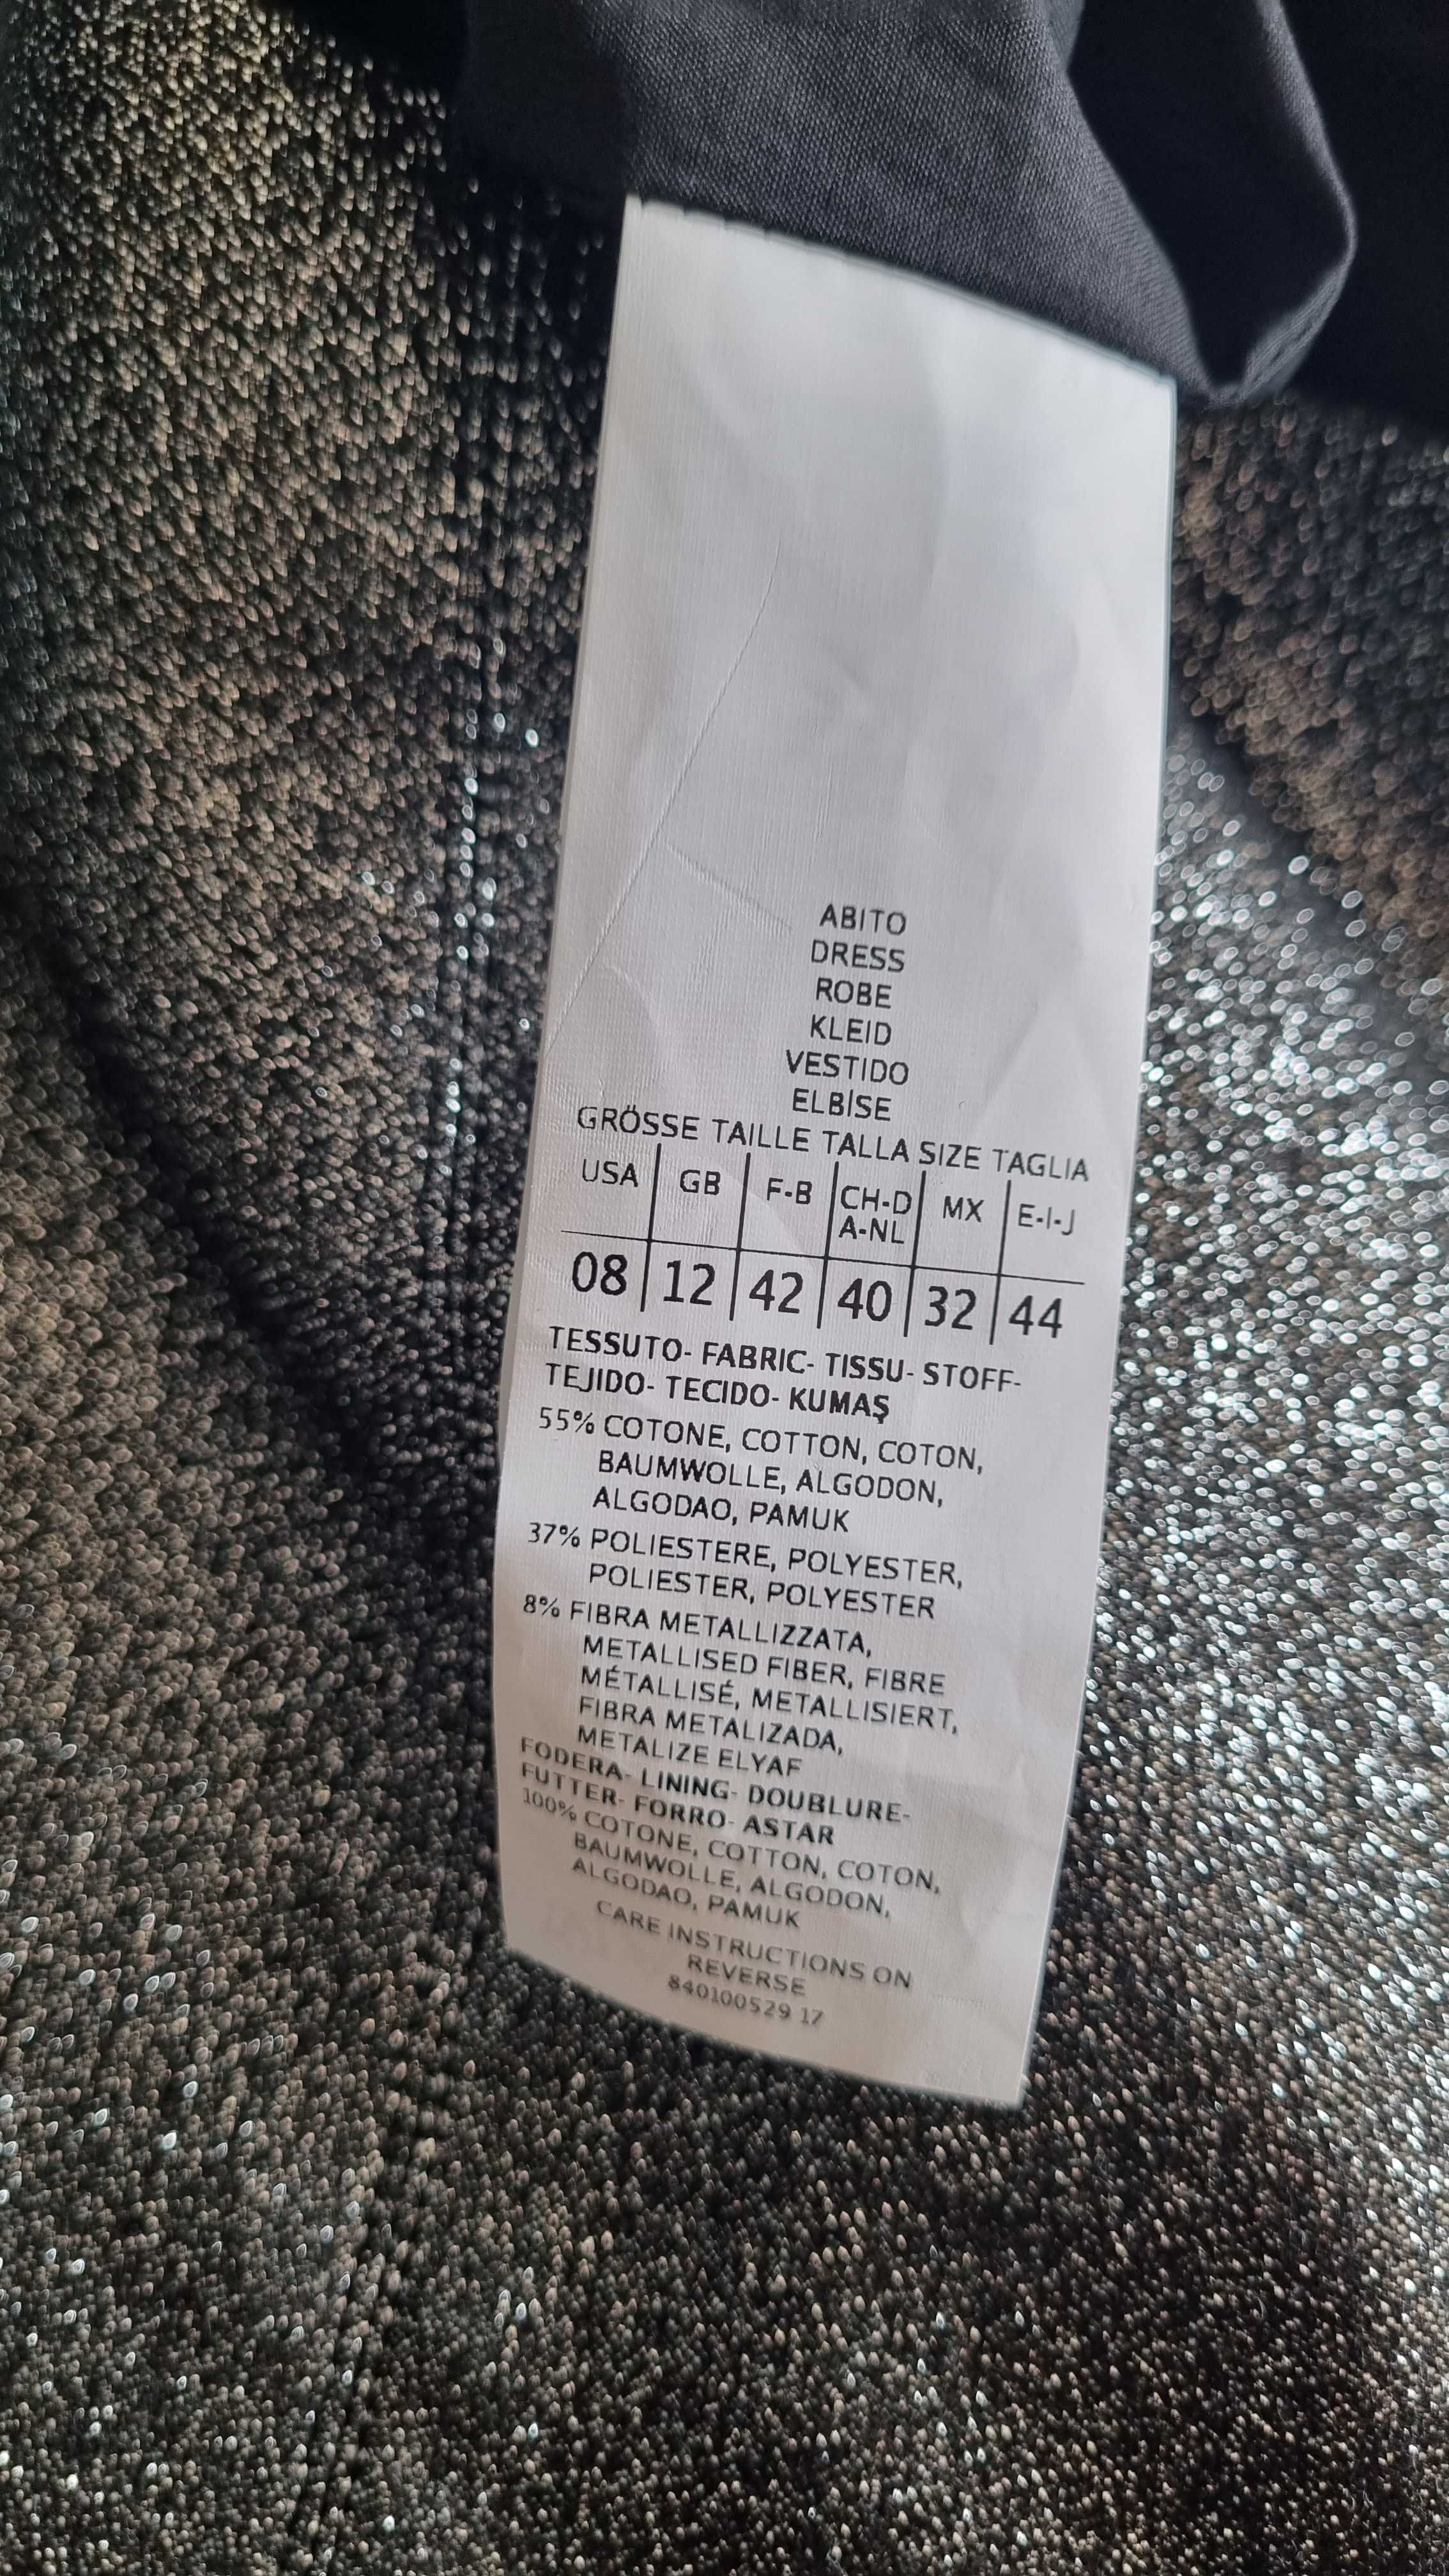 ABITO
DRESS
ROBE
KLEID
VESTIDO
ELBİSE
GRÖSSE TAILLE TALLA SIZE TAGLIA
USA GB F-B CH-D A-NL MX E-I-J
08 12 42 40 32 44
TESSUTO- FABRIC- TISSU- STOFF-
TEJIDO- TECIDO- KUMAŞ
55% COTONE, COTTON, COTON,
BAUMWOLLE, ALGODON,
ALGODAO, PAMUK
37% POLIESTERE, POLYESTER,
POLIESTER, POLYESTER
8% FIBRA METALLIZZATA,
METALLISED FIBER, FIBRE
MÉTALLISÉ, METALLISIERT,
FIBRA METALIZADA,
METALIZE ELYAF
FODERA- LINING- DOUBLURE-
FUTTER- FORRO- ASTAR
100% COTONE, COTTON, COTON,
BAUMWOLLE, ALGODON,
ALGODAO, PAMUK
CARE INSTRUCTIONS ON
REVERSE
840100529 17